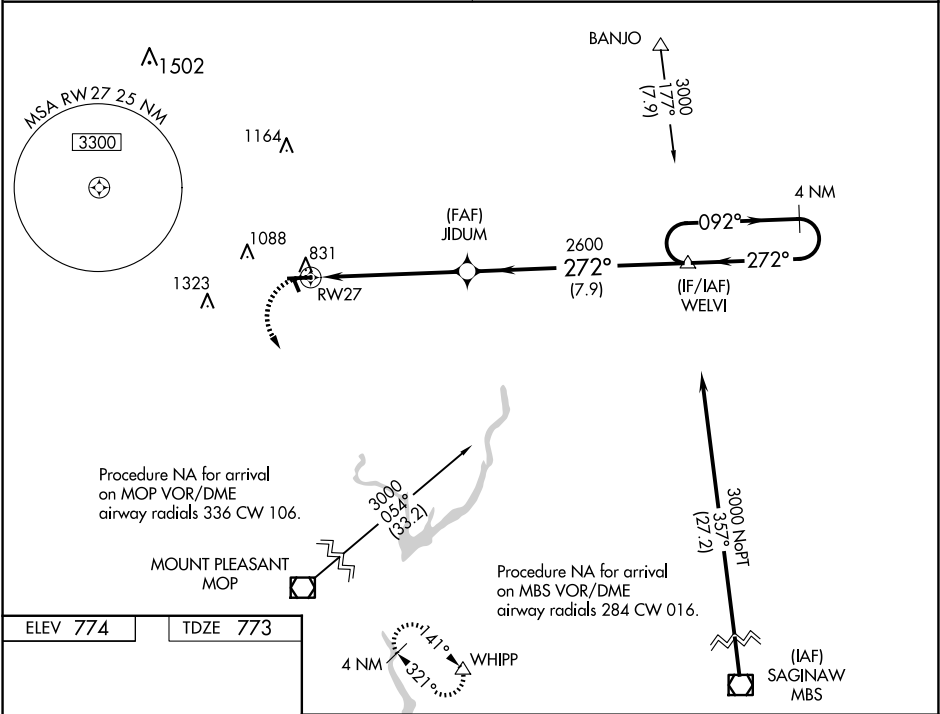 1502
MSA RW27 25 NM
3300
1164
BANJO
3000
177°
(7.9)
4 NM
092°
272°
(FAF)
JIDUM
2600
272°
(7.9)
(IF/IAF)
WELVI
1088
831
1323
RW27
Procedure NA for arrival
on MOP VOR/DME
airway radials 336 CW 106.
3000
054°
(33.2)
MOUNT PLEASANT
MOP
3000 NoPT
357°
(27.2)
Procedure NA for arrival
on MBS VOR/DME
airway radials 284 CW 016.
ELEV 774
TDZE 773
4 NM
141°
321°
WHIPP
(IAF)
SAGINAW
MBS